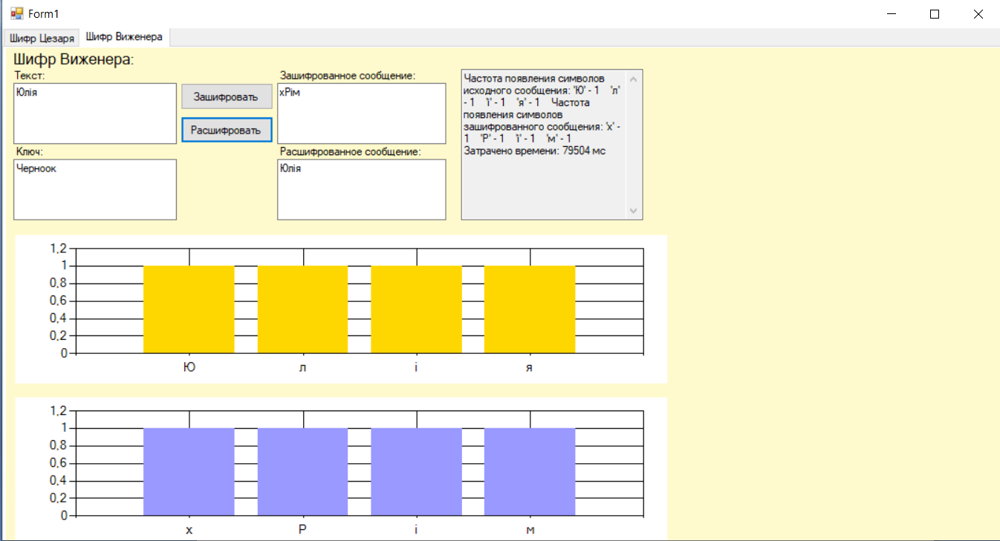 Form1
Шифр Цезаря Шифр Виженера
Шифр Виженера:
Текст:
Юлія
Зашифровать
Расшифровать
Ключ:
Черноок
Зашифрованное сообщение:
хРім
Расшифрованное сообщение:
Юлія
Частота появления символов
исходного сообщения: 'Ю' - 1 'л'
- 1 'і' - 1 'я' - 1 Частота
появления символов
зашифрованного сообщения: 'х' -
1 'Р' - 1 'і' - 1 'м' - 1
Затрачено времени: 79504 мс
1,2
1
0,8
0,6
0,4
0,2
0
Ю л і я
1,2
1
0,8
0,6
0,4
0,2
0
х Р і м